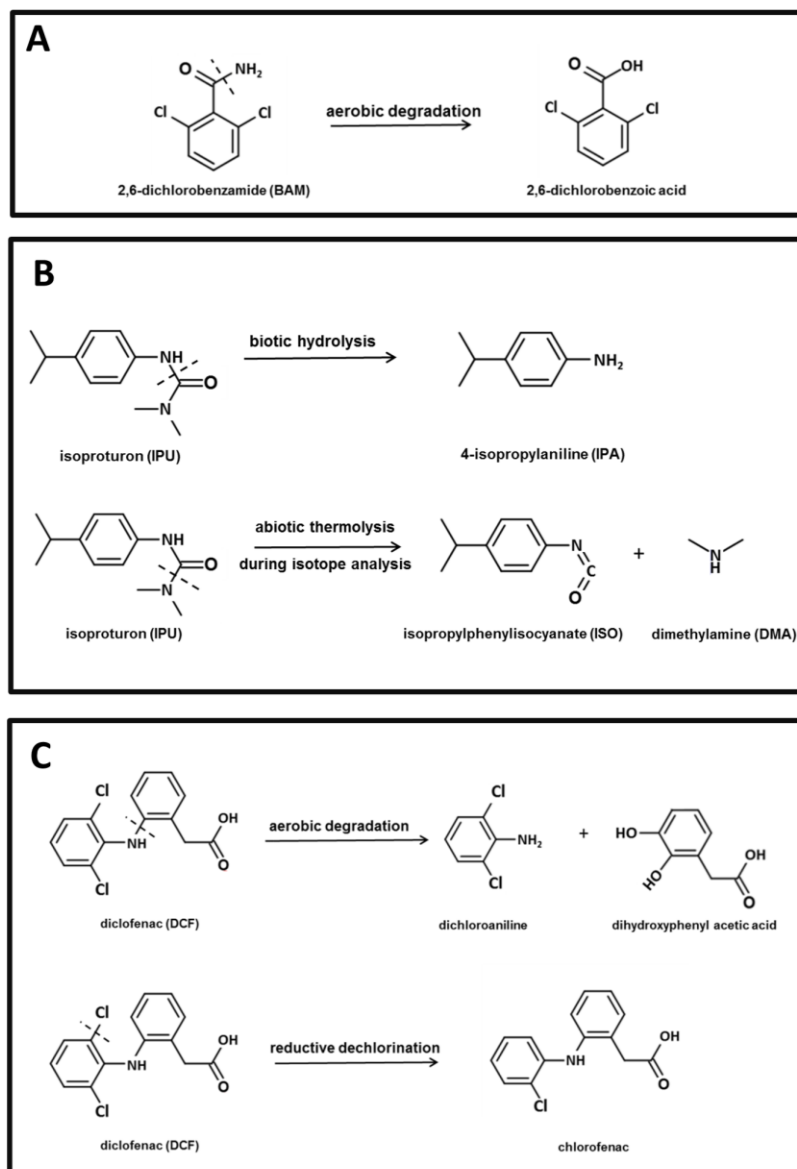 A
O
NH2
Cl
Cl
aerobic degradation
O
OH
Cl
Cl
2,6-dichlorobenzamide (BAM)
2,6-dichlorobenzoic acid
B
NH
O
N
biotic hydrolysis
NH2
isoproturon (IPU)
4-isopropylaniline (IPA)
NH
O
N
abiotic thermolysis
during isotope analysis
N
C
O
+
N
H
isoproturon (IPU)
isopropylphenylisocyanate (ISO)
dimethylamine (DMA)
C
Cl
NH
Cl
OH
O
aerobic degradation
Cl
NH2
Cl
+
HO
HO
OH
O
diclofenac (DCF)
dichloroaniline
dihydroxyphenyl acetic acid
Cl
NH
Cl
OH
O
reductive dechlorination
NH
Cl
OH
O
diclofenac (DCF)
chlorofenac